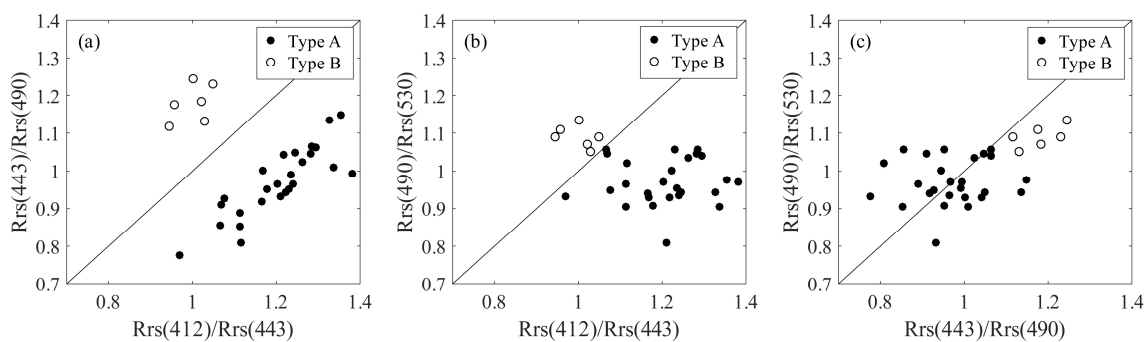 (a)
Type A
Type B
1.4
1.3
1.2
1.1
1
0.9
0.8
0.7
0.8
1
1.2
1.4
Rrs(443)/Rrs(490)
Rrs(412)/Rrs(443)
(b)
Type A
Type B
1.4
1.3
1.2
1.1
1
0.9
0.8
0.7
0.8
1
1.2
1.4
Rrs(490)/Rrs(530)
Rrs(412)/Rrs(443)
(c)
Type A
Type B
1.4
1.3
1.2
1.1
1
0.9
0.8
0.7
0.8
1
1.2
1.4
Rrs(490)/Rrs(530)
Rrs(443)/Rrs(490)